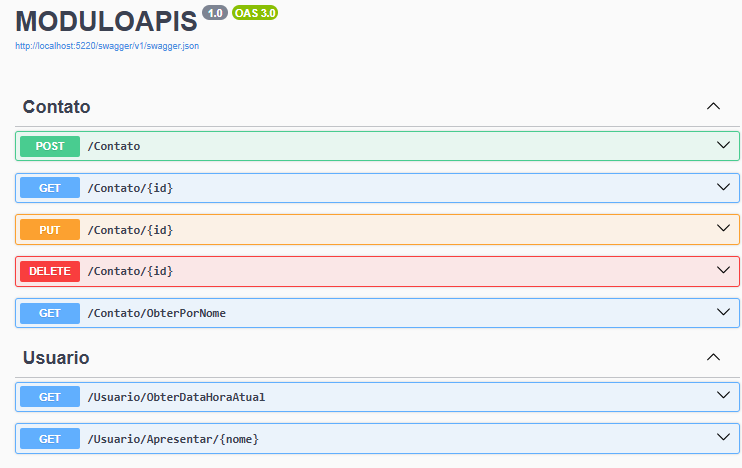 MODULOAPIS 1.0 OAS 3.0
http://localhost:5220/swagger/v1/swagger.json
Contato
POST /Contato
GET /Contato/{id}
PUT /Contato/{id}
DELETE /Contato/{id}
GET /Contato/ObterPorNome
Usuario
GET /Usuario/ObterDataHoraAtual
GET /Usuario/Apresentar/{nome}